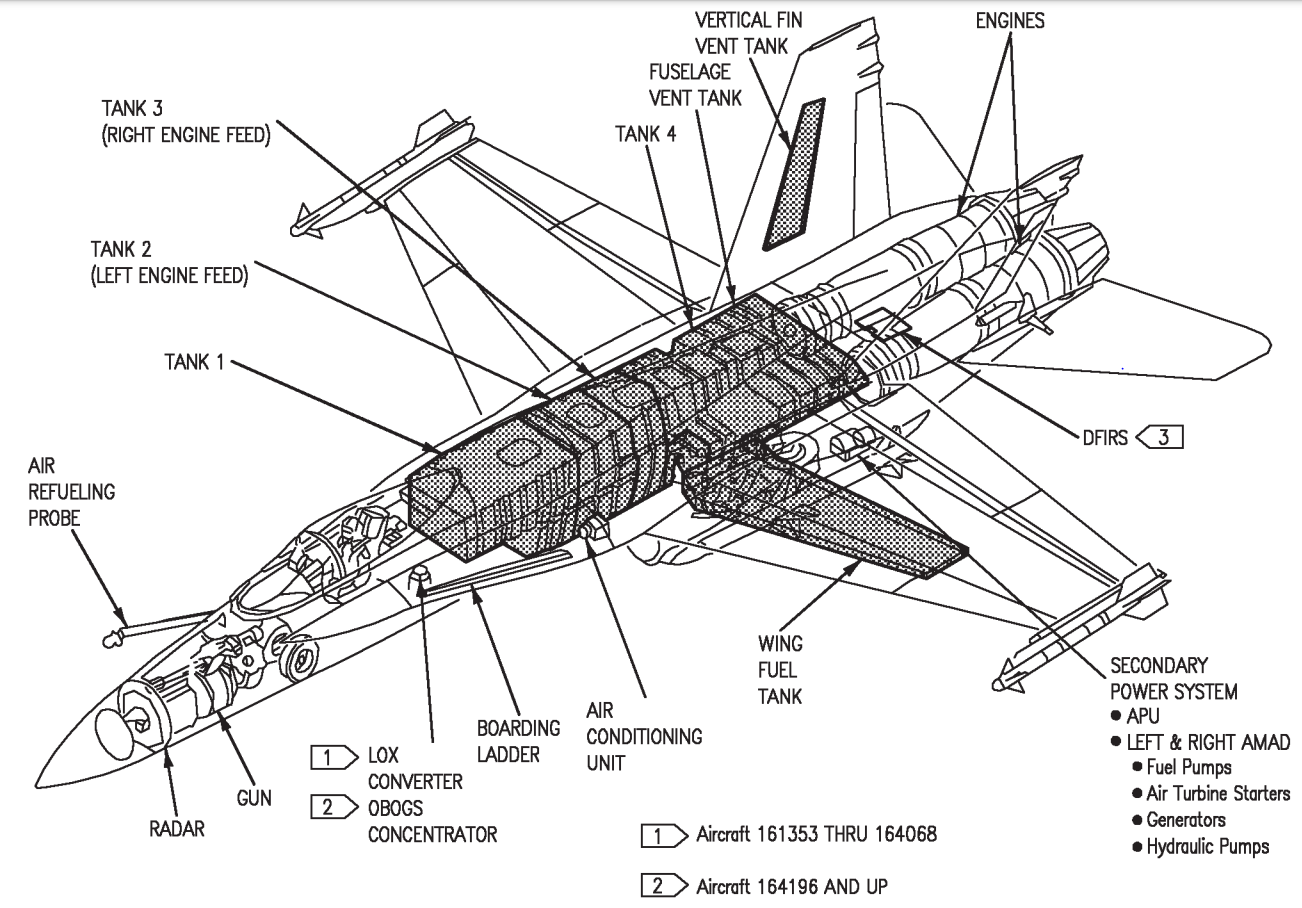 VERTICAL FIN
VENT TANK
ENGINES
FUSELAGE
VENT TANK
TANK 3
(RIGHT ENGINE FEED)
TANK 4
TANK 2
(LEFT ENGINE FEED)
TANK 1
DFIRS 3
AIR
REFUELING
PROBE
WING
FUEL
TANK
SECONDARY
POWER SYSTEM
● APU
● LEFT & RIGHT AMAD
● Fuel Pumps
● Air Turbine Starters
● Generators
● Hydraulic Pumps
AIR
CONDITIONING
UNIT
BOARDING
LADDER
1 LOX
CONVERTER
2 OBOGS
CONCENTRATOR
GUN
RADAR
1 Aircraft 161353 THRU 164068
2 Aircraft 164196 AND UP